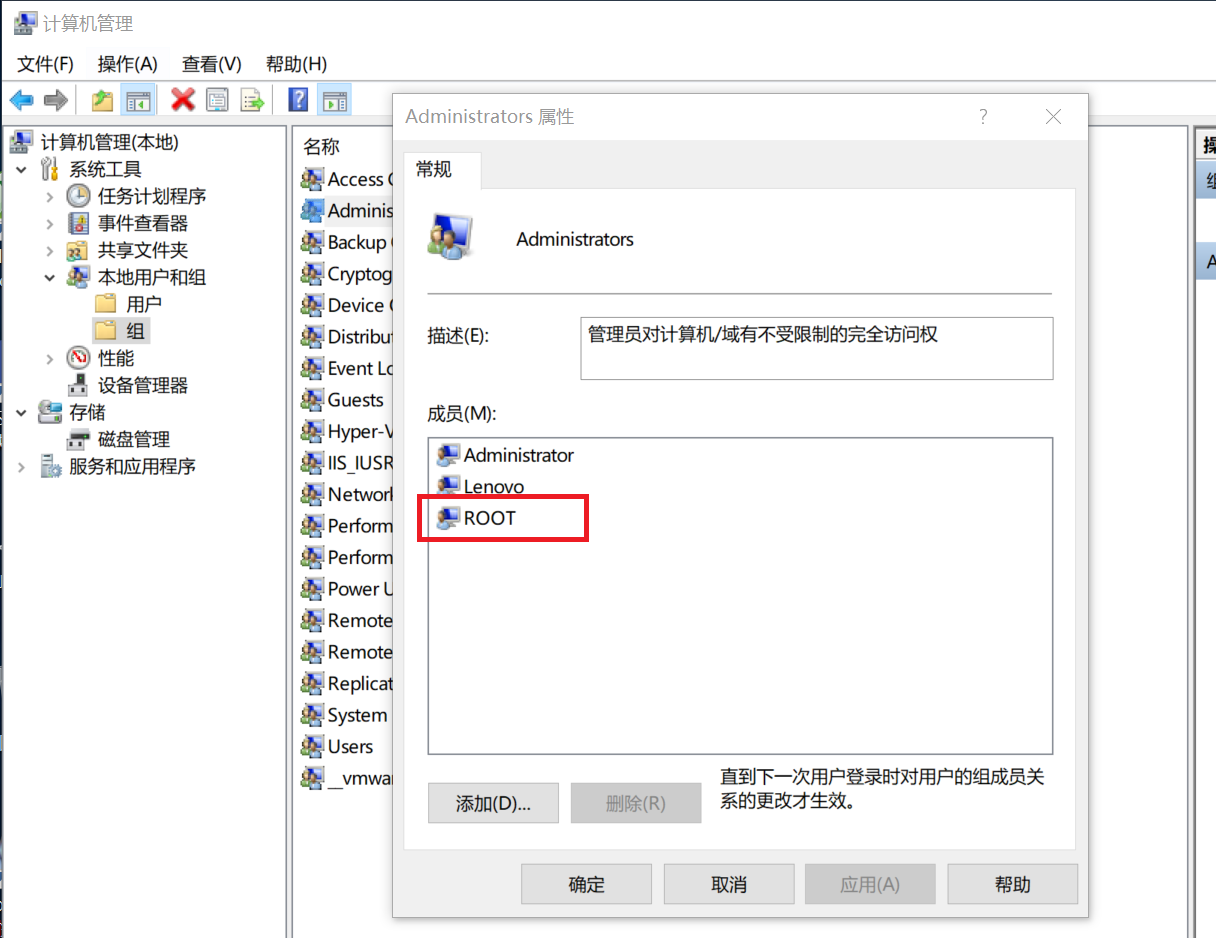 计算机管理
文件(F) 操作(A) 查看(V) 帮助(H)
计算机管理(本地)
系统工具
任务计划程序
事件查看器
共享文件夹
本地用户和组
用户
组
性能
设备管理器
存储
磁盘管理
服务和应用程序
名称
Access
Adminis
Backup
Cryptog
Device
Distribu
Event Lo
Guests
Hyper-V
IIS_IUSR
Network
Perform
Perform
Power U
Remote
Remote
Replicat
System
Users
__vmwar
Administrators 属性
常规
Administrators
描述(E):
管理员对计算机/域有不受限制的完全访问权
成员(M):
Administrator
Lenovo
ROOT
添加(D)...
删除(R)
直到下一次用户登录时对用户的组成员关
系的更改才生效。
确定
取消
应用(A)
帮助
组
A